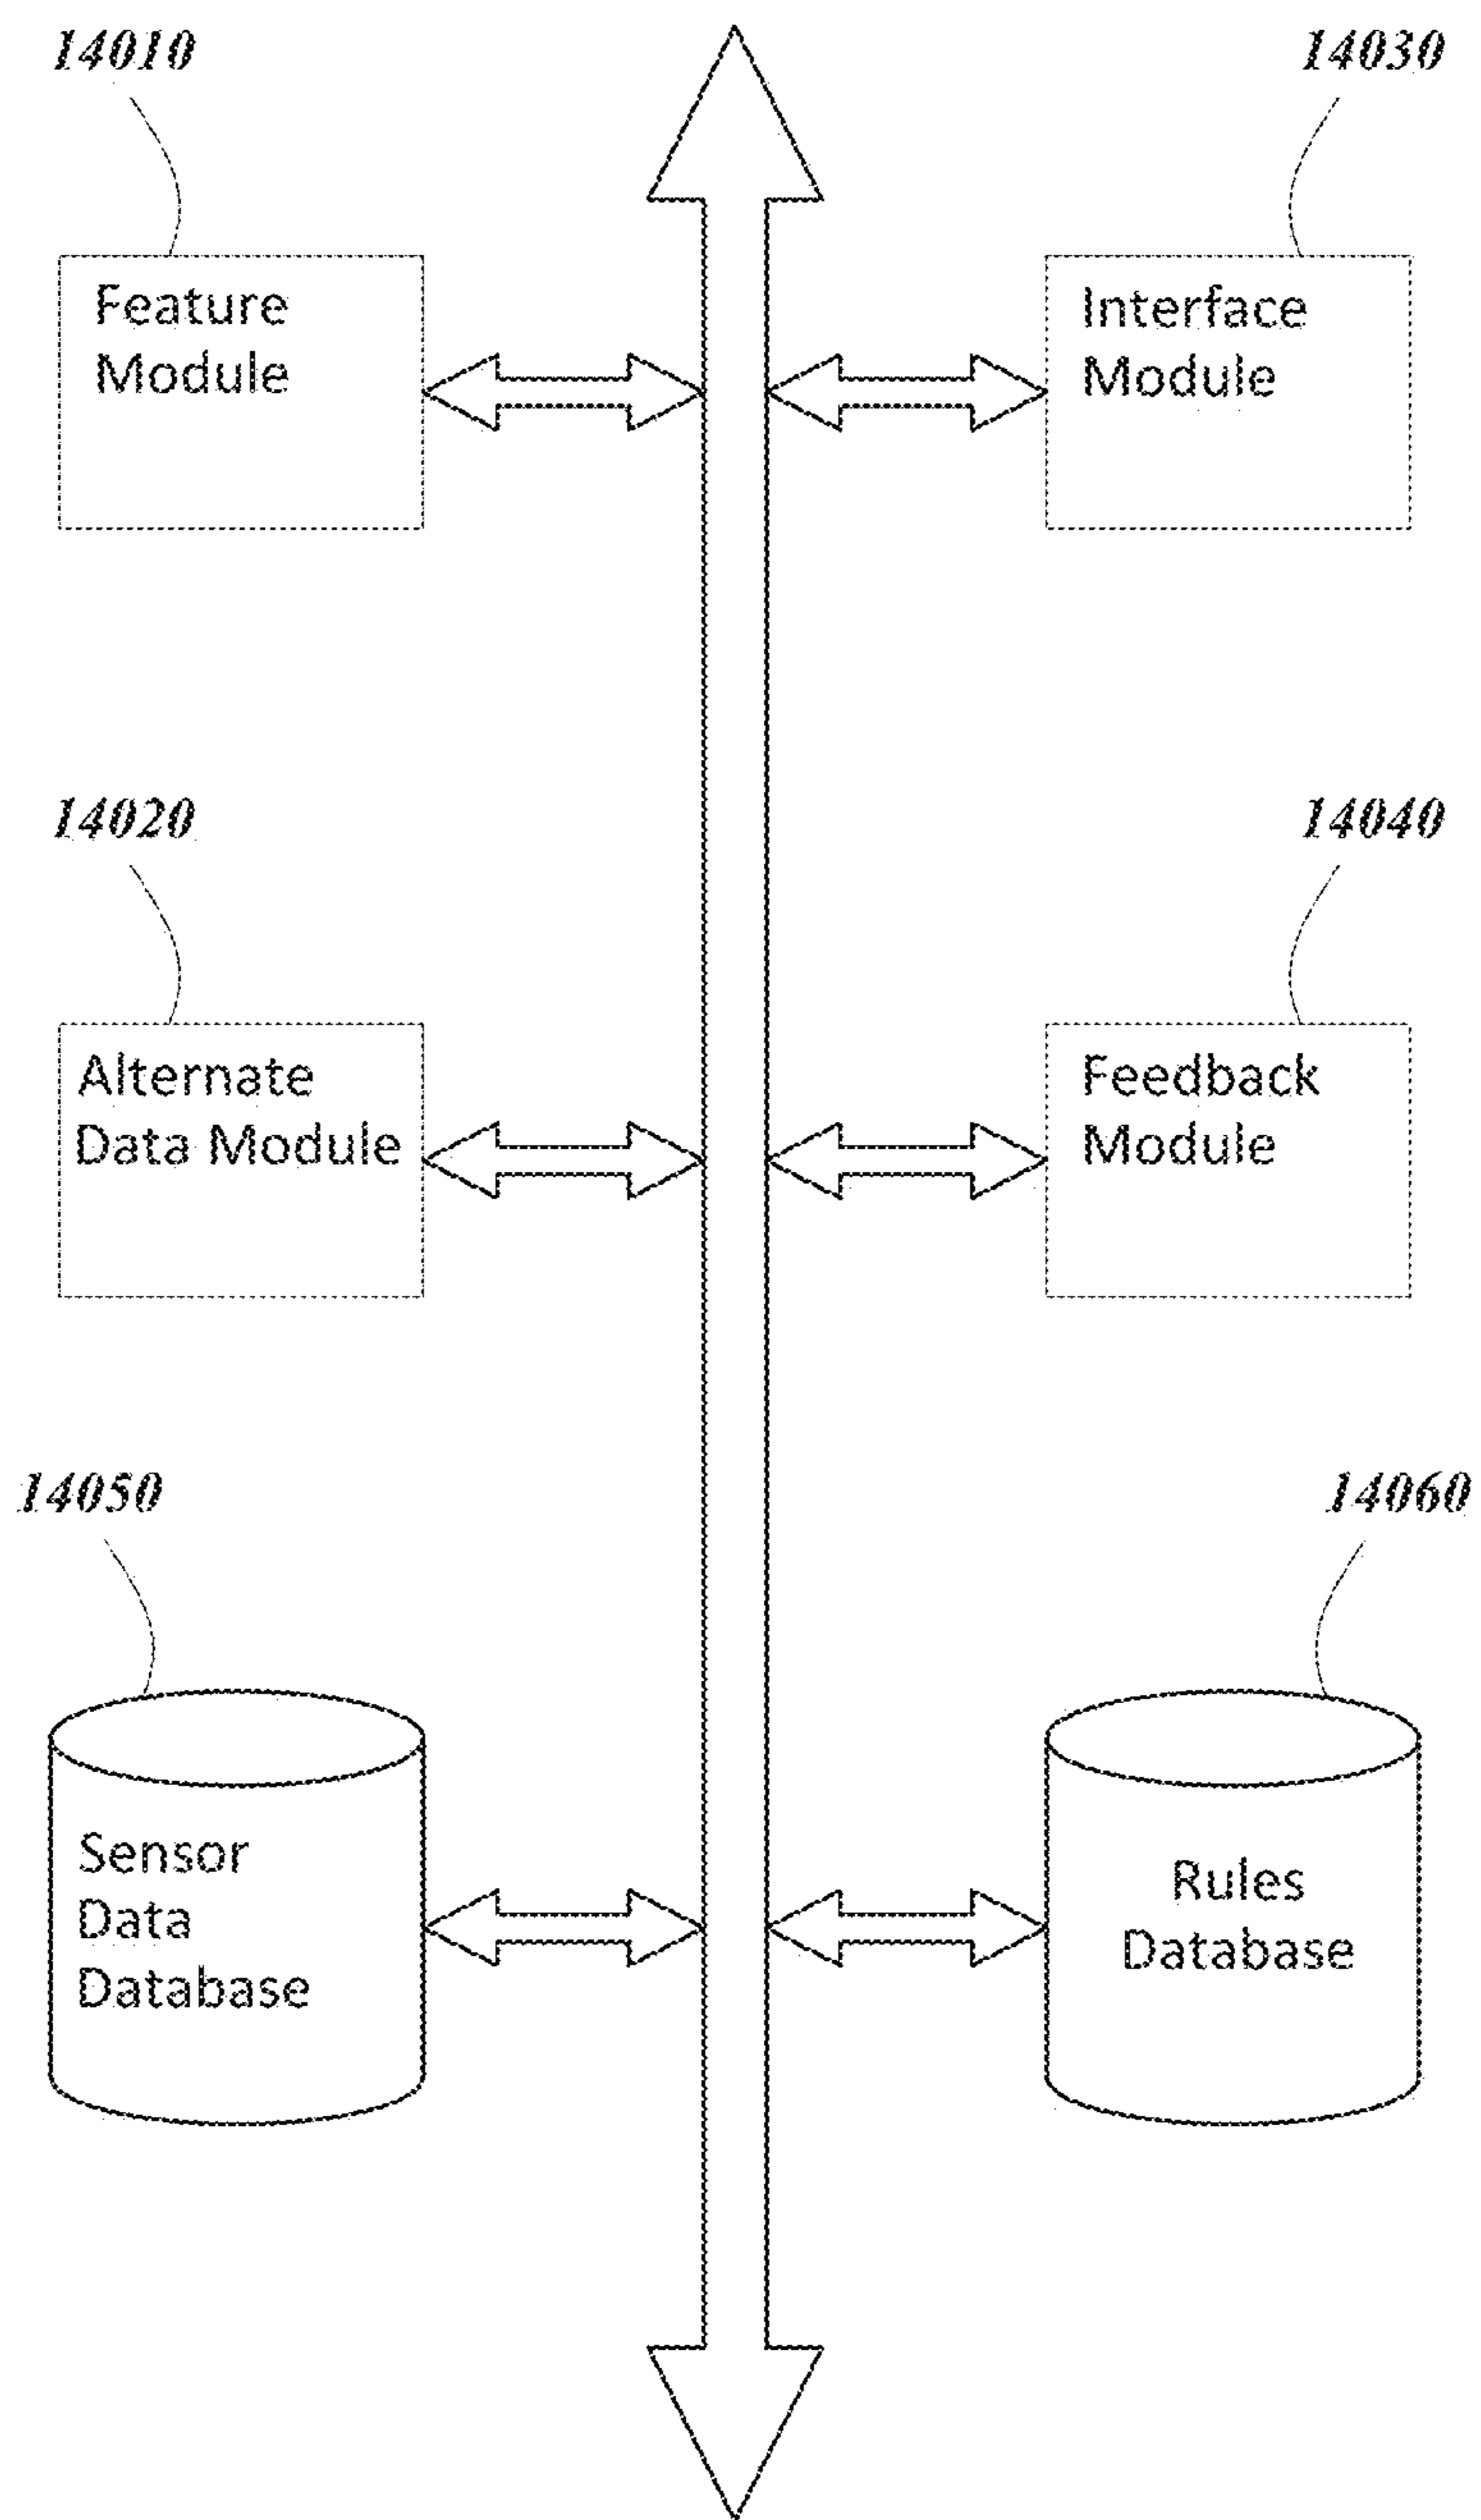 14010
14030
Feature
Module
Interface
Module
14020
14040
Alternate
Data Module
Feedback
Module
14050
14060
Sensor
Data
Database
Rules
Database